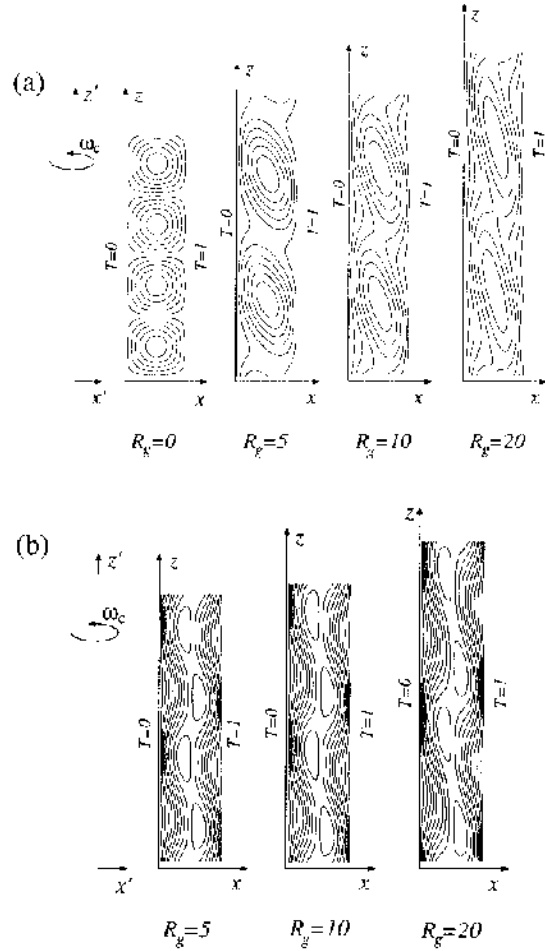 (a)
z'
z
z
z
z
ω_c
T=0
T=1
T=0
T=1
T=0
T=1
T=0
T=1
x'
x
x
x
x
R_g=0
R_g=5
R_g=10
R_g=20
(b)
z'
z
z
z
ω_c
T=0
T=1
T=0
T=1
T=0
T=1
x'
x
x
x
R_g=5
R_g=10
R_g=20